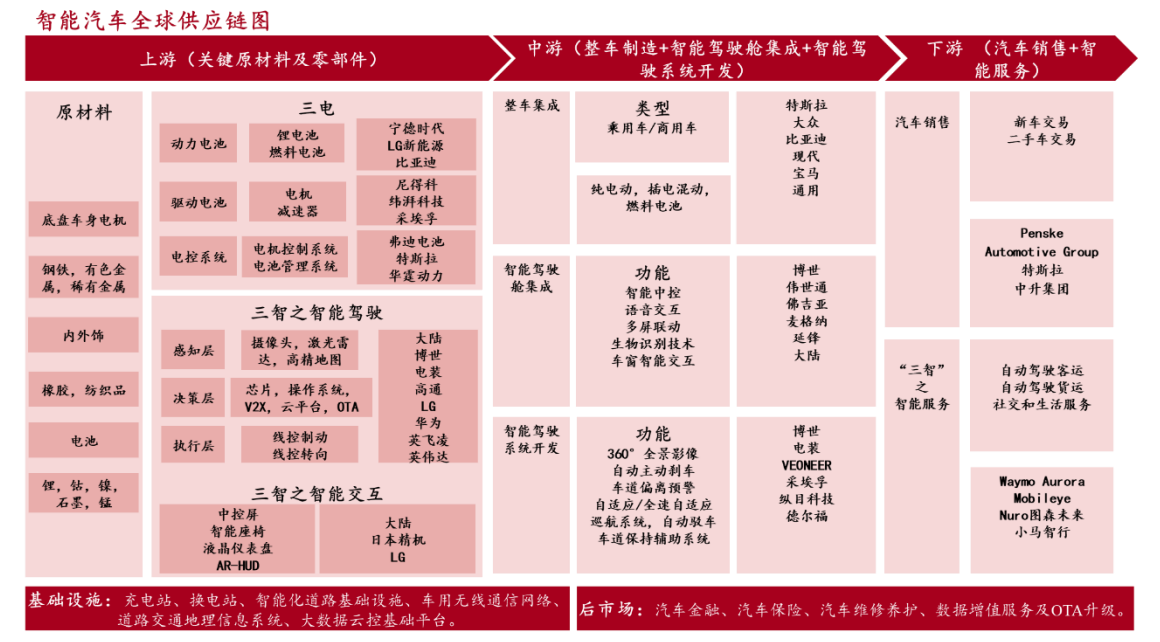 智能汽车全球供应链图
上游（关键原材料及零部件）
中游（整车制造+智能驾驶舱集成+智能驾
驶系统开发）
下游 （汽车销售+智
能服务）
原材料
底盘车身电机
钢铁，有色金
属，稀有金属
内外饰
橡胶，纺织品
电池
锂，钴，镍，
石墨，锰
三电
动力电池
锂电池
燃料电池
宁德时代
LG新能源
比亚迪
驱动电池
电机
减速器
尼得科
纬湃科技
采埃孚
电控系统
电机控制系统
电池管理系统
弗迪电池
特斯拉
华霆动力
三智之智能驾驶
感知层
摄像头，激光雷
达，高精地图
决策层
芯片，操作系统，
V2X，云平台，OTA
执行层
线控制动
线控转向
大陆
博世
电装
高通
LG
华为
英飞凌
英伟达
三智之智能交互
中控屏
智能座椅
液晶仪表盘
AR-HUD
大陆
日本精机
LG
整车集成
类型
乘用车/商用车
纯电动，插电混动，
燃料电池
特斯拉
大众
比亚迪
现代
宝马
通用
智能驾驶
舱集成
功能
智能中控
语音交互
多屏联动
生物识别技术
车窗智能交互
博世
伟世通
佛吉亚
麦格纳
延锋
大陆
智能驾驶
系统开发
功能
360°全景影像
自动主动刹车
车道偏离预警
自适应/全速自适应
巡航系统，自动驳车
车道保持辅助系统
博世
电装
VEONEER
采埃孚
纵目科技
德尔福
汽车销售
新车交易
二手车交易
Penske
Automotive Group
特斯拉
中升集团
“三智”
之
智能服务
自动驾驶客运
自动驾驶货运
社交和生活服务
Waymo Aurora
Mobileye
Nuro图森未来
小马智行
基础设施：充电站、换电站、智能化道路基础设施、车用无线通信网络、
道路交通地理信息系统、大数据云控基础平台。
后市场：汽车金融、汽车保险、汽车维修养护、数据增值服务及OTA升级。